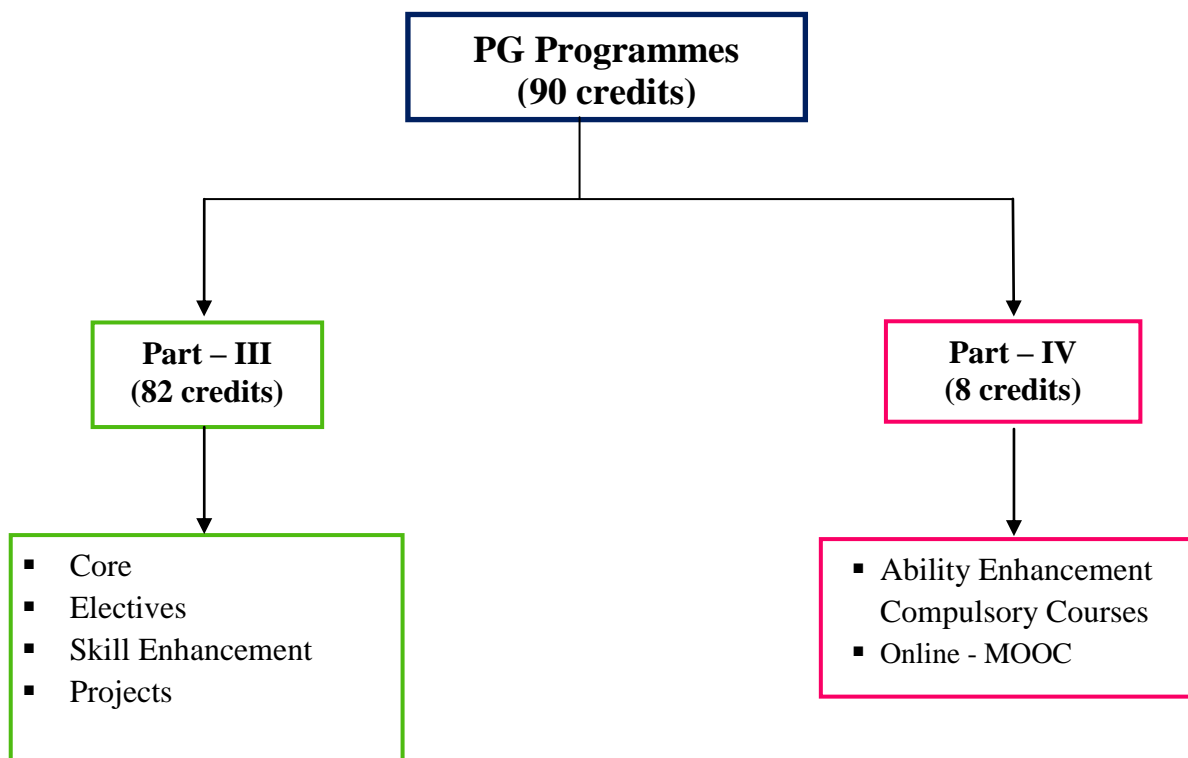 PG Programmes
(90 credits)
Part – III
(82 credits)
Part – IV
(8 credits)
▪ Core
▪ Electives
▪ Skill Enhancement
▪ Projects
▪ Ability Enhancement
Compulsory Courses
▪ Online - MOOC